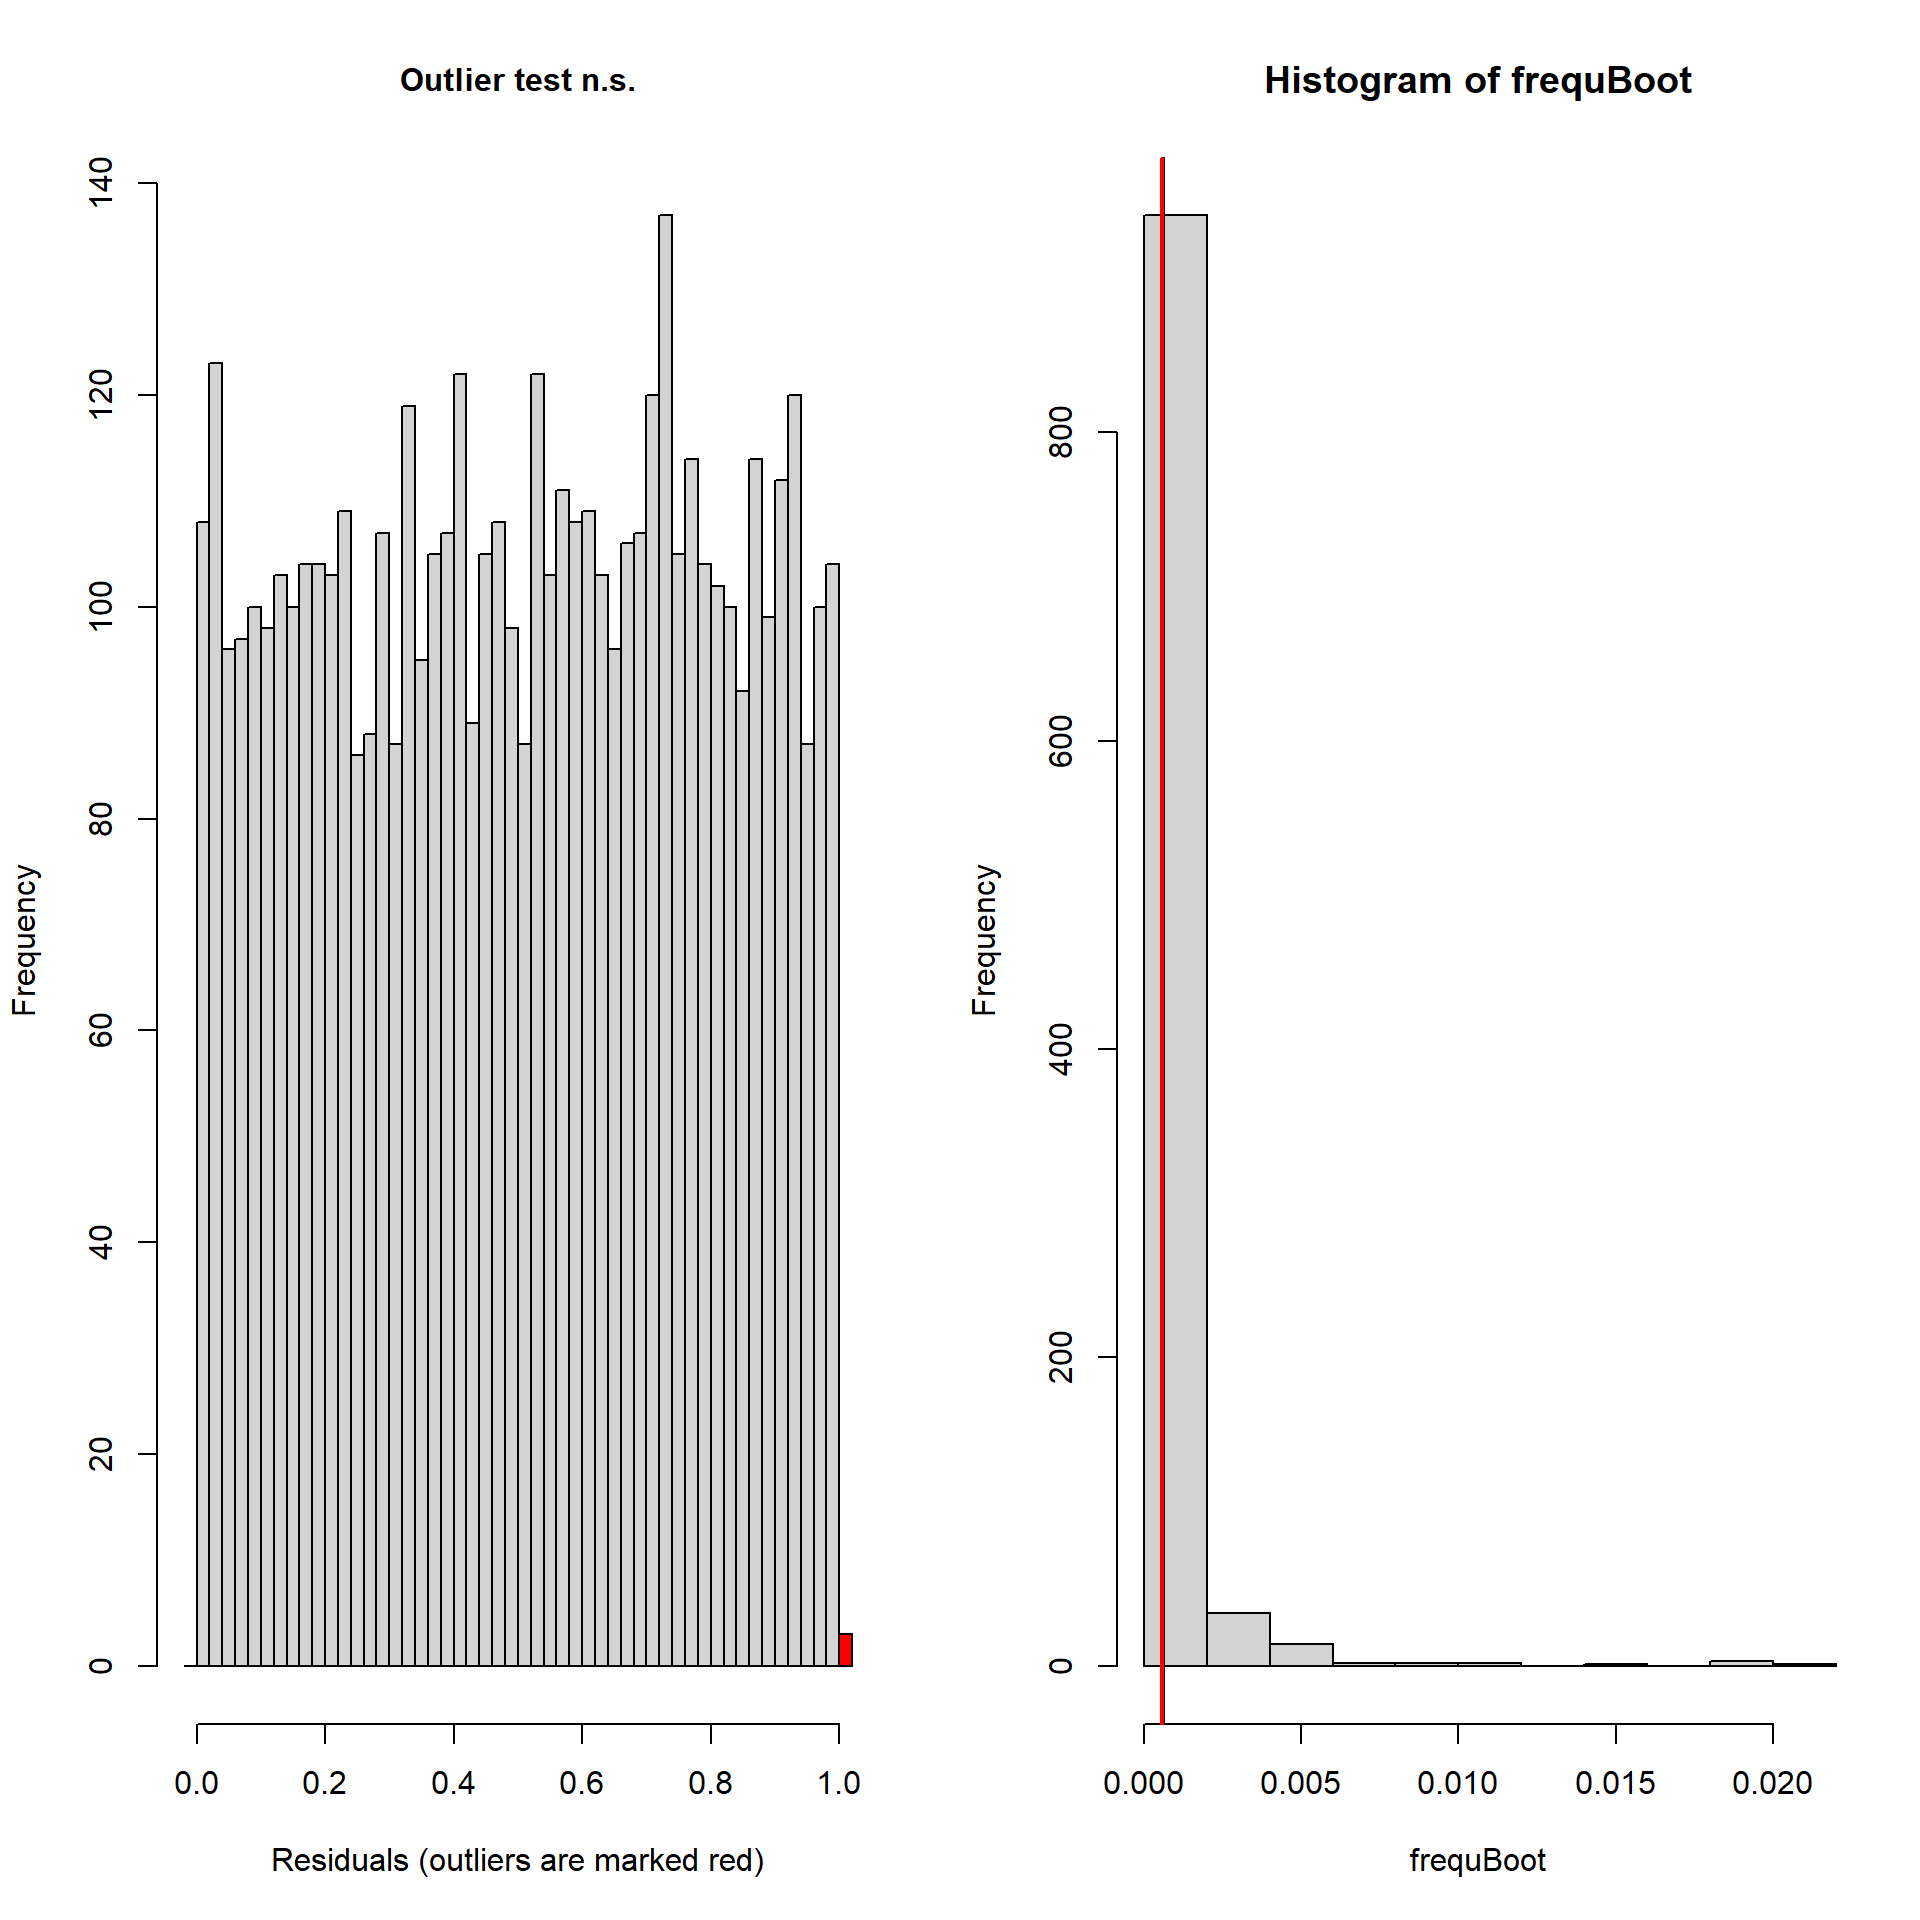 Outlier test n.s.
Frequency
140
120
100
80
60
40
20
0
0.0 0.2 0.4 0.6 0.8 1.0
Residuals (outliers are marked red)
Histogram of frequBoot
Frequency
800
600
400
200
0
0.000 0.005 0.010 0.015 0.020
frequBoot